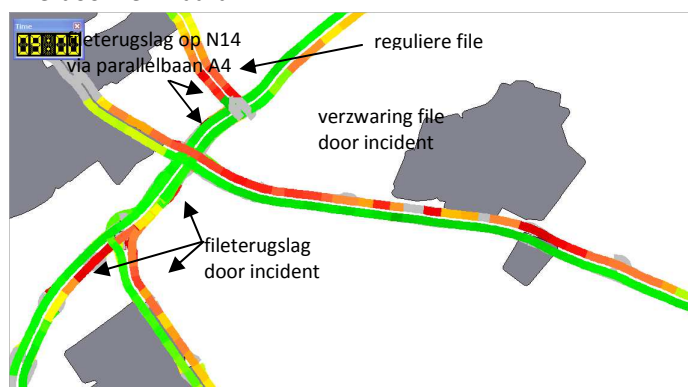 Time
09:00
fileterugslag op N14
via parallelbaan A4
reguliere file
verzwaring file
door incident
fileterugslag
door incident